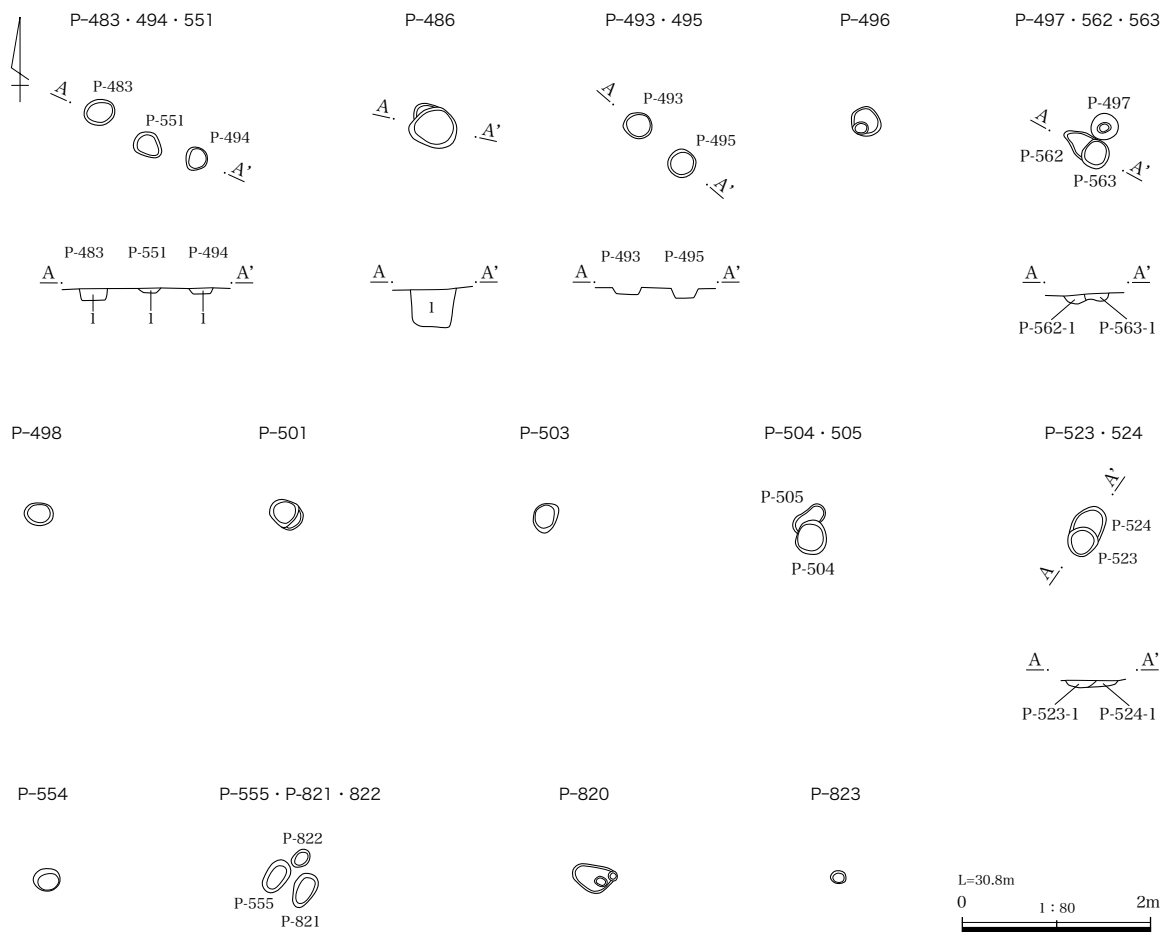 P-483・494・551
P-486
P-493・495
P-496
P-497・562・563
A
P-483
P-551
P-494
A'
A
A'
A
P-493
P-495
A'
A
P-497
P-562
P-563
A'
P-483
P-551
P-494
A
A'
1
1
1
A
A'
1
P-493
P-495
A
A'
A
A'
P-562-1
P-563-1
P-498
P-501
P-503
P-504・505
P-523・524
P-505
P-504
A'
P-524
P-523
A
A
A'
P-523-1
P-524-1
P-554
P-555・P-821・822
P-820
P-823
P-822
P-555
P-821
L=30.8m
0
1:80
2m